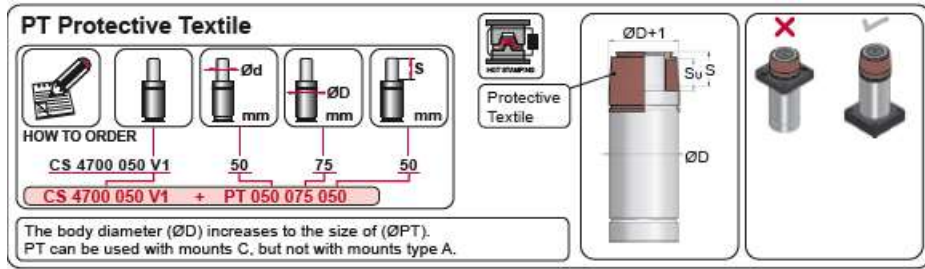 PT Protective Textile
Ød
mm
ØD
mm
S
mm
HOW TO ORDER
CS 4700 050 V1 50 75 50
CS 4700 050 V1 + PT 050 075 050
The body diameter (ØD) increases to the size of (ØPT).
PT can be used with mounts C, but not with mounts type A.
HOT STAMPING
Protective
Textile
ØD+1
Su S
ØD